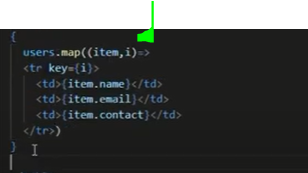 {
users.map((item,i)=>
<tr key={i}>
<td>{item.name}</td>
<td>{item.email}</td>
<td>{item.contact}</td>
</tr>)
}